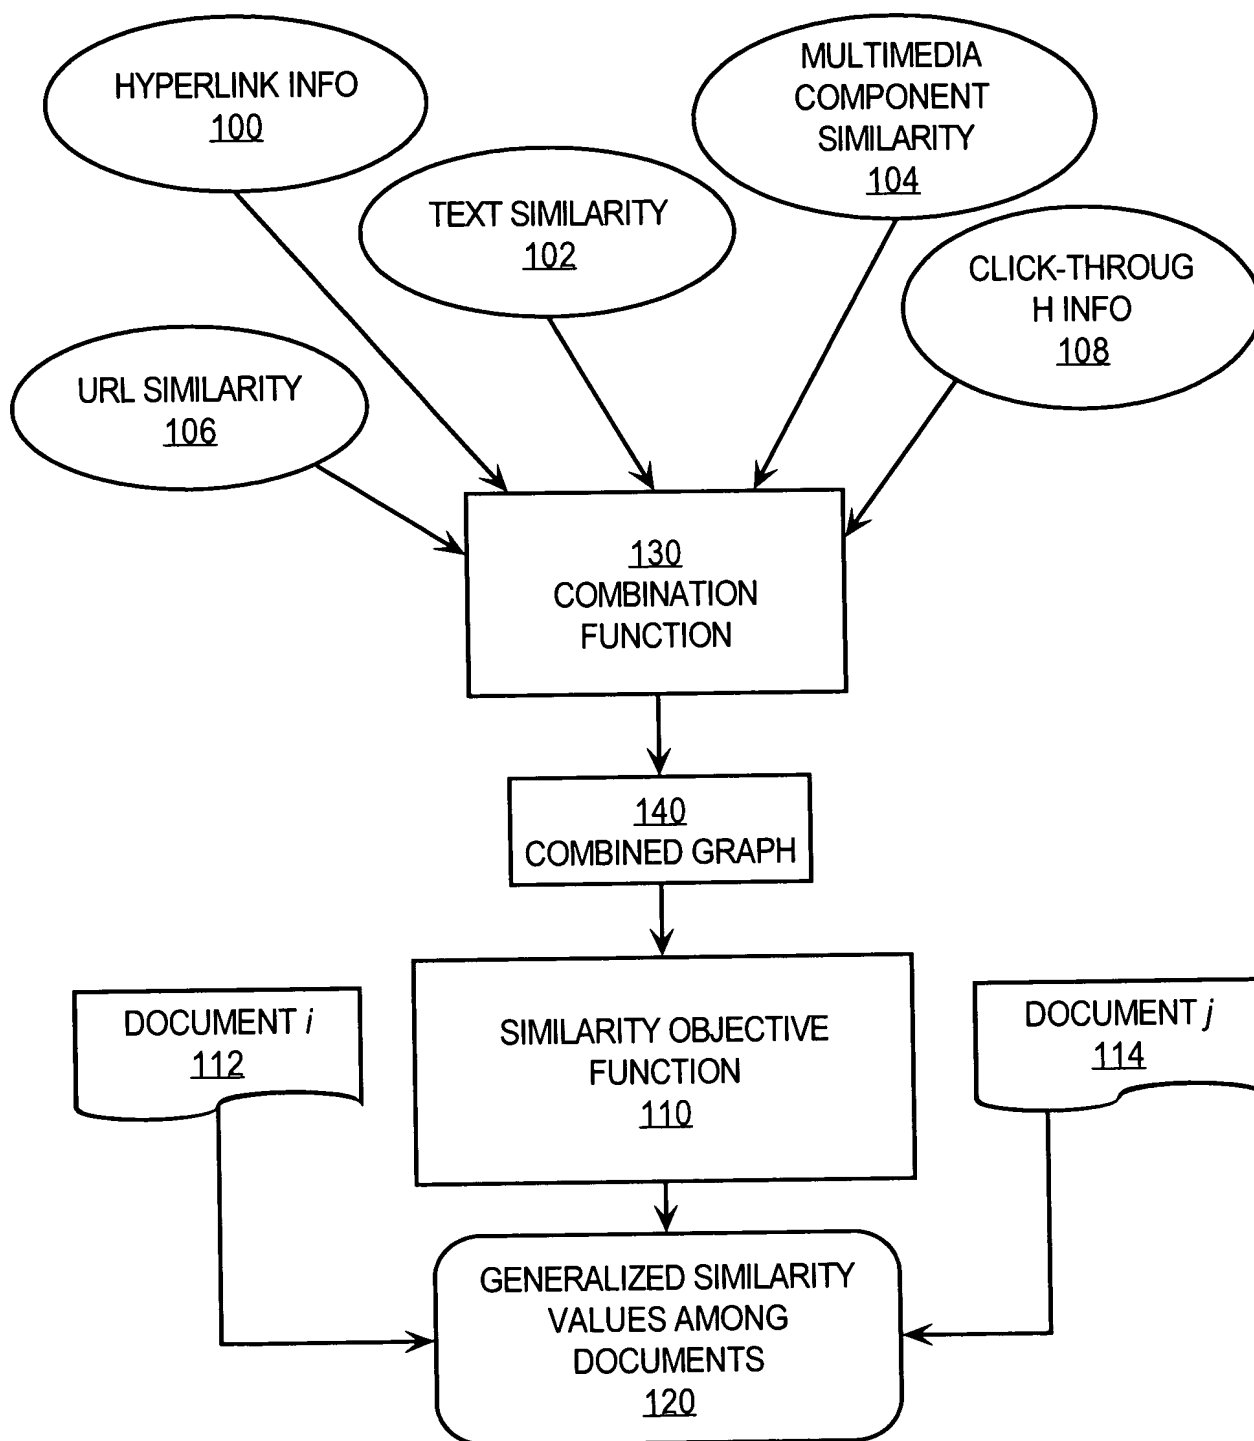 HYPERLINK INFO
100
MULTIMEDIA
COMPONENT
SIMILARITY
104
TEXT SIMILARITY
102
CLICK-THROUG
H INFO
108
URL SIMILARITY
106
130
COMBINATION
FUNCTION
140
COMBINED GRAPH
DOCUMENT i
112
SIMILARITY OBJECTIVE
FUNCTION
110
DOCUMENT j
114
GENERALIZED SIMILARITY
VALUES AMONG
DOCUMENTS
120